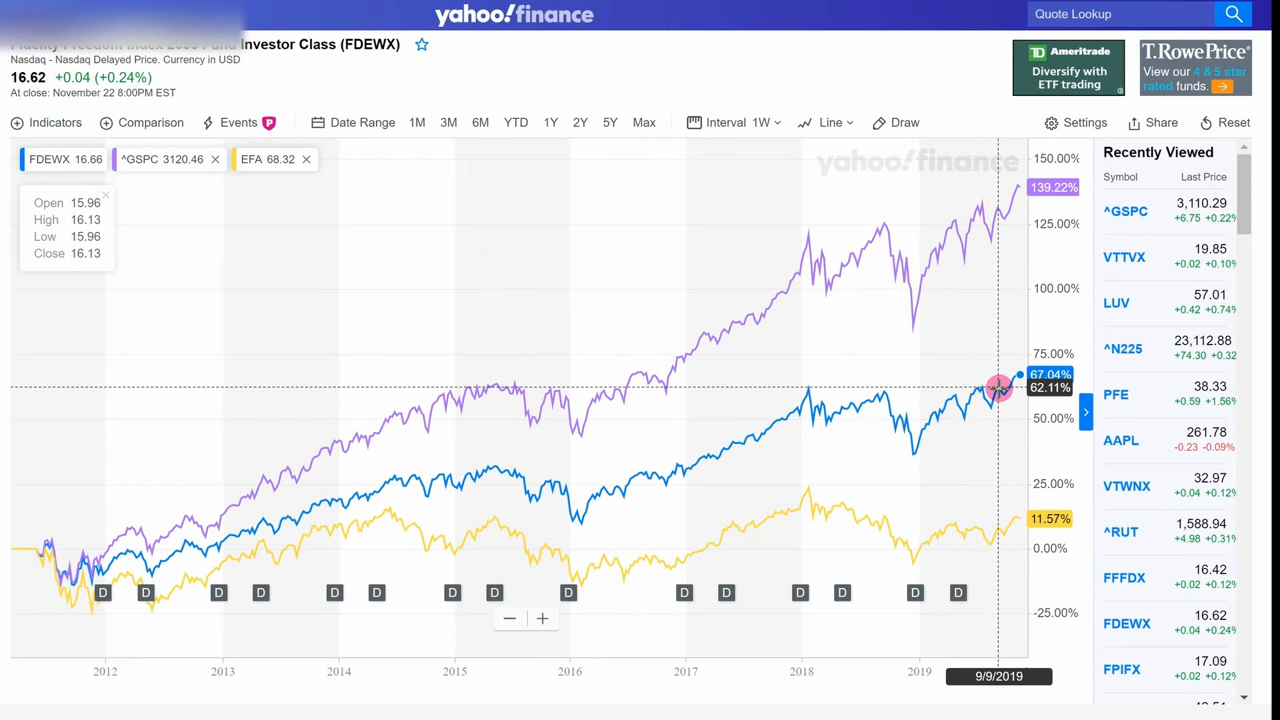 yahoo!finance
Quote Lookup
Investor Class (FDEWX)
Nasdaq - Nasdaq Delayed Price. Currency in USD
16.62 +0.04 (+0.24%)
At close: November 22 8:00PM EST
TD Ameritrade
Diversify with
ETF trading
T.RowePrice
View our 4 & 5 star
rated funds.
Indicators Comparison Events P Date Range 1M 3M 6M YTD 1Y 2Y 5Y Max Interval 1W Line Draw Settings Share Reset
FDEWX 16.66 ^GSPC 3120.46 EFA 68.32
yahoo!finance
Open 15.96
High 16.13
Low 15.96
Close 16.13
150.00%
139.22%
125.00%
100.00%
75.00%
67.04%
62.11%
50.00%
25.00%
11.57%
0.00%
-25.00%
D D D D D D D D D D D D D D D D
2012 2013 2014 2015 2016 2017 2018 2019
9/9/2019
Recently Viewed
Symbol Last Price
^GSPC 3,110.29
+6.75 +0.22%
VTTVX 19.85
+0.02 +0.10%
LUV 57.01
+0.42 +0.74%
^N225 23,112.88
+74.30 +0.32
PFE 38.33
+0.59 +1.56%
AAPL 261.78
-0.23 -0.09%
VTWNX 32.97
+0.04 +0.12%
^RUT 1,588.94
+4.98 +0.31%
FFFDX 16.42
+0.02 +0.12%
FDEWX 16.62
+0.04 +0.24%
FPIFX 17.09
+0.02 +0.12%